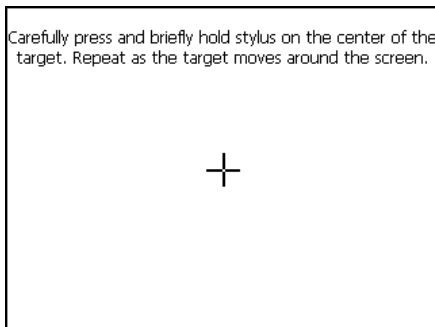 Carefully press and briefly hold stylus on the center of the
target. Repeat as the target moves around the screen.